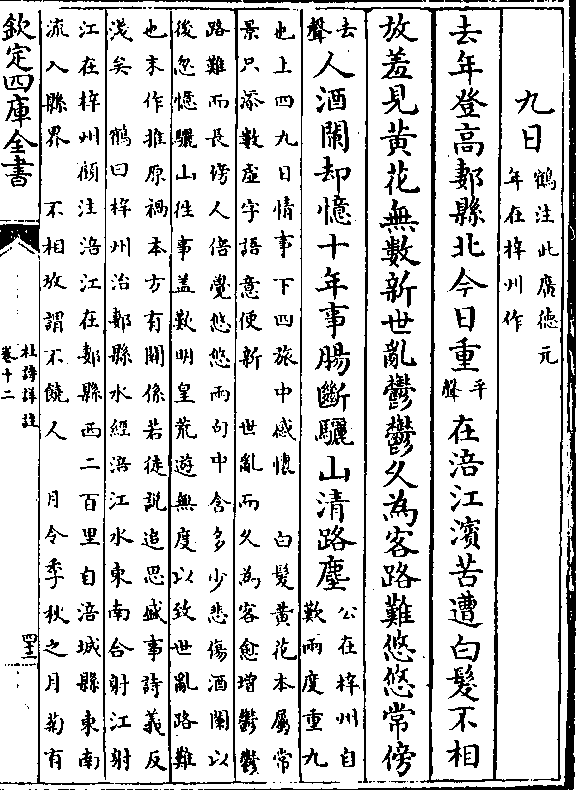 九日鶴注此廣德元
年在梓州作
去年登高郪縣北今日重平
聲在涪江濱苦遭白髮不相
放羞見黃花無數新世亂鬱鬱久為客路難悠悠常傍
去
聲人酒闌却憶十年事腸斷驪山清路塵公在梓州自
歎兩度重九
也上四九日情事下四旅中感懷 白髮黃花本屬常
景只添數虛字語意便新 世亂而久為客愈增鬱鬱
路難而長傍人倍覺悠悠兩句中含多少悲傷酒闌以
後忽憶驪山往事蓋歎明皇荒遊無度以致世亂路難
也末作推原禍本方有關係若徒說追思盛事詩義反
淺矣 鶴曰梓州治郪縣水經涪江水東南合射江射
江在梓州顧注涪江在郪縣西二百里自涪城縣東南
流入縣界 不相放謂不饒人 月令季秋之月菊有
欽定四庫全書
杜詩詳註
卷十二